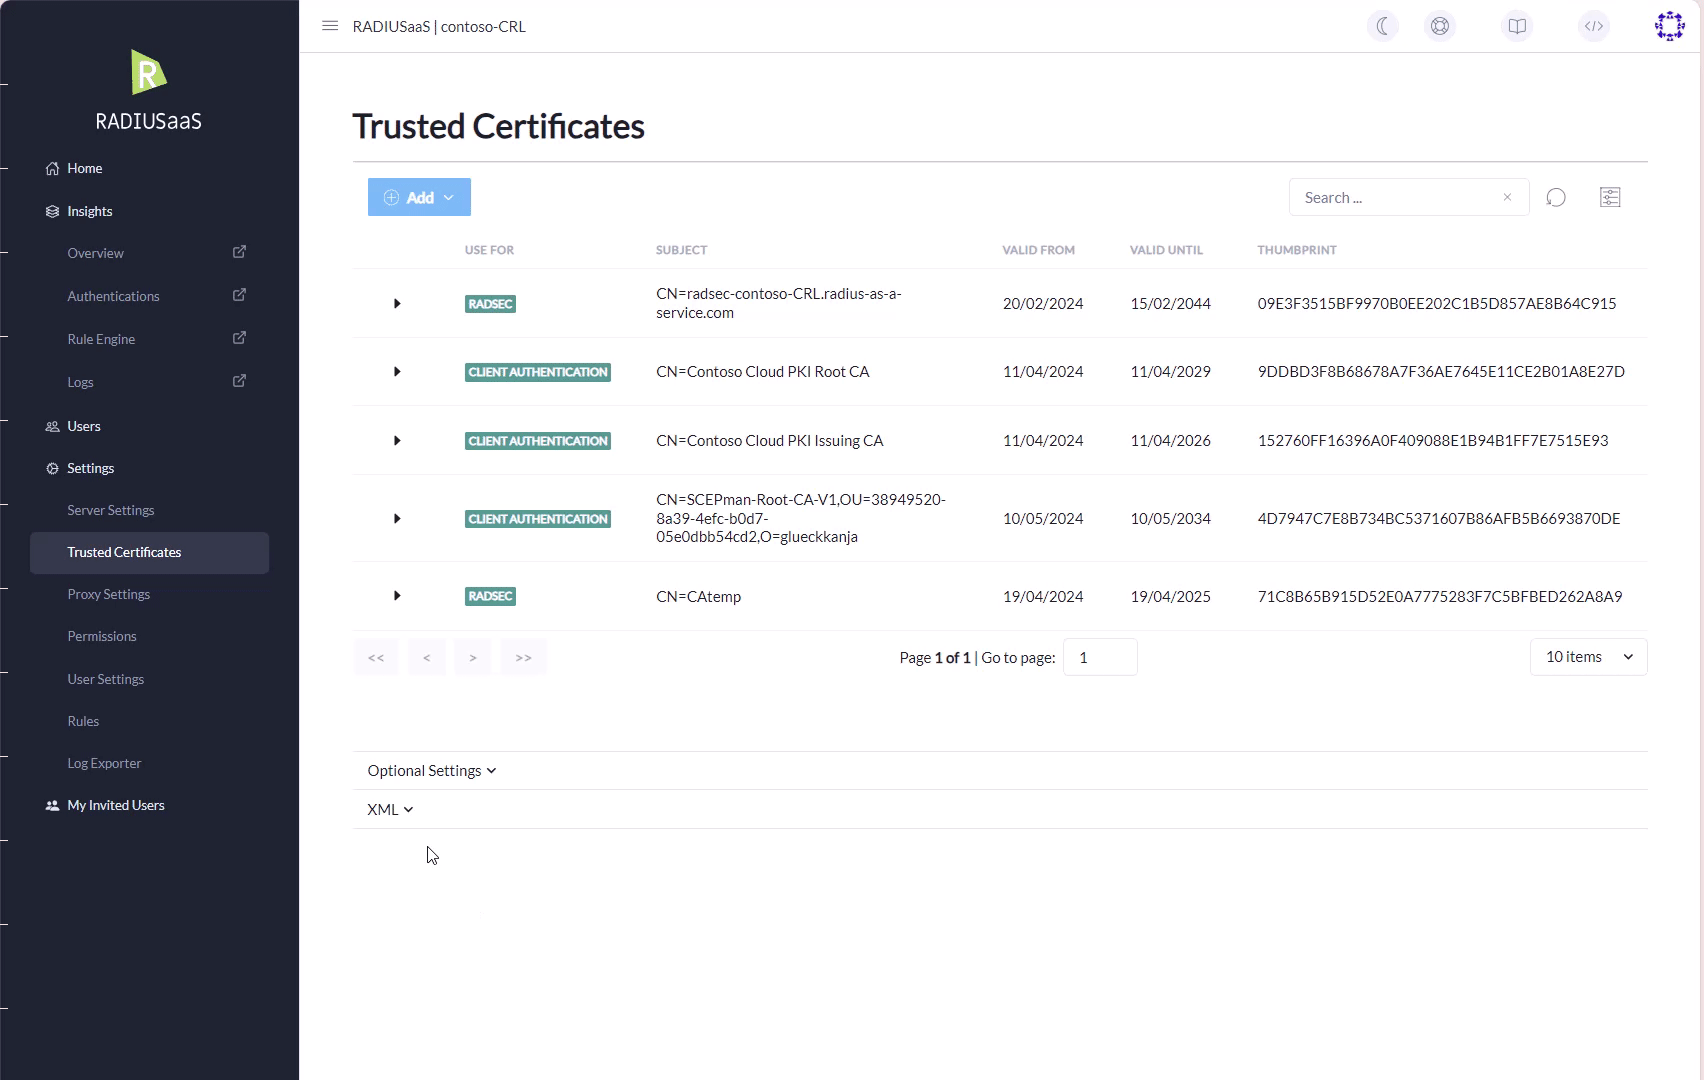 RADIUSaaS | contoso-CRL
R
RADIUSaaS
Home
Insights
Overview
Authentications
Rule Engine
Logs
Users
Settings
Server Settings
Trusted Certificates
Proxy Settings
Permissions
User Settings
Rules
Log Exporter
My Invited Users
Trusted Certificates
Add
Search ...
USE FOR SUBJECT VALID FROM VALID UNTIL THUMBPRINT
RADSEC CN=radsec-contoso-CRL.radius-as-a-
service.com 20/02/2024 15/02/2044 09E3F3515BF9970B0EE202C1B5D857AE8B64C915
CLIENT AUTHENTICATION CN=Contoso Cloud PKI Root CA 11/04/2024 11/04/2029 9DDBD3F8B68678A7F36AE7645E11CE2B01A8E27D
CLIENT AUTHENTICATION CN=Contoso Cloud PKI Issuing CA 11/04/2024 11/04/2026 152760FF16396A0F409088E1B94B1FF7E7515E93
CLIENT AUTHENTICATION CN=SCEPman-Root-CA-V1,OU=38949520-
8a39-4efc-b0d7-
05e0dbb54cd2,O=glueckkanja 10/05/2024 10/05/2034 4D7947C7E8B734BC5371607B86AFB5B6693870DE
RADSEC CN=CAtemp 19/04/2024 19/04/2025 71C8B65B915D52E0A7775283F7C5BFBED262A8A9
<< < > >> Page 1 of 1 | Go to page: 1 10 items
Optional Settings
XML